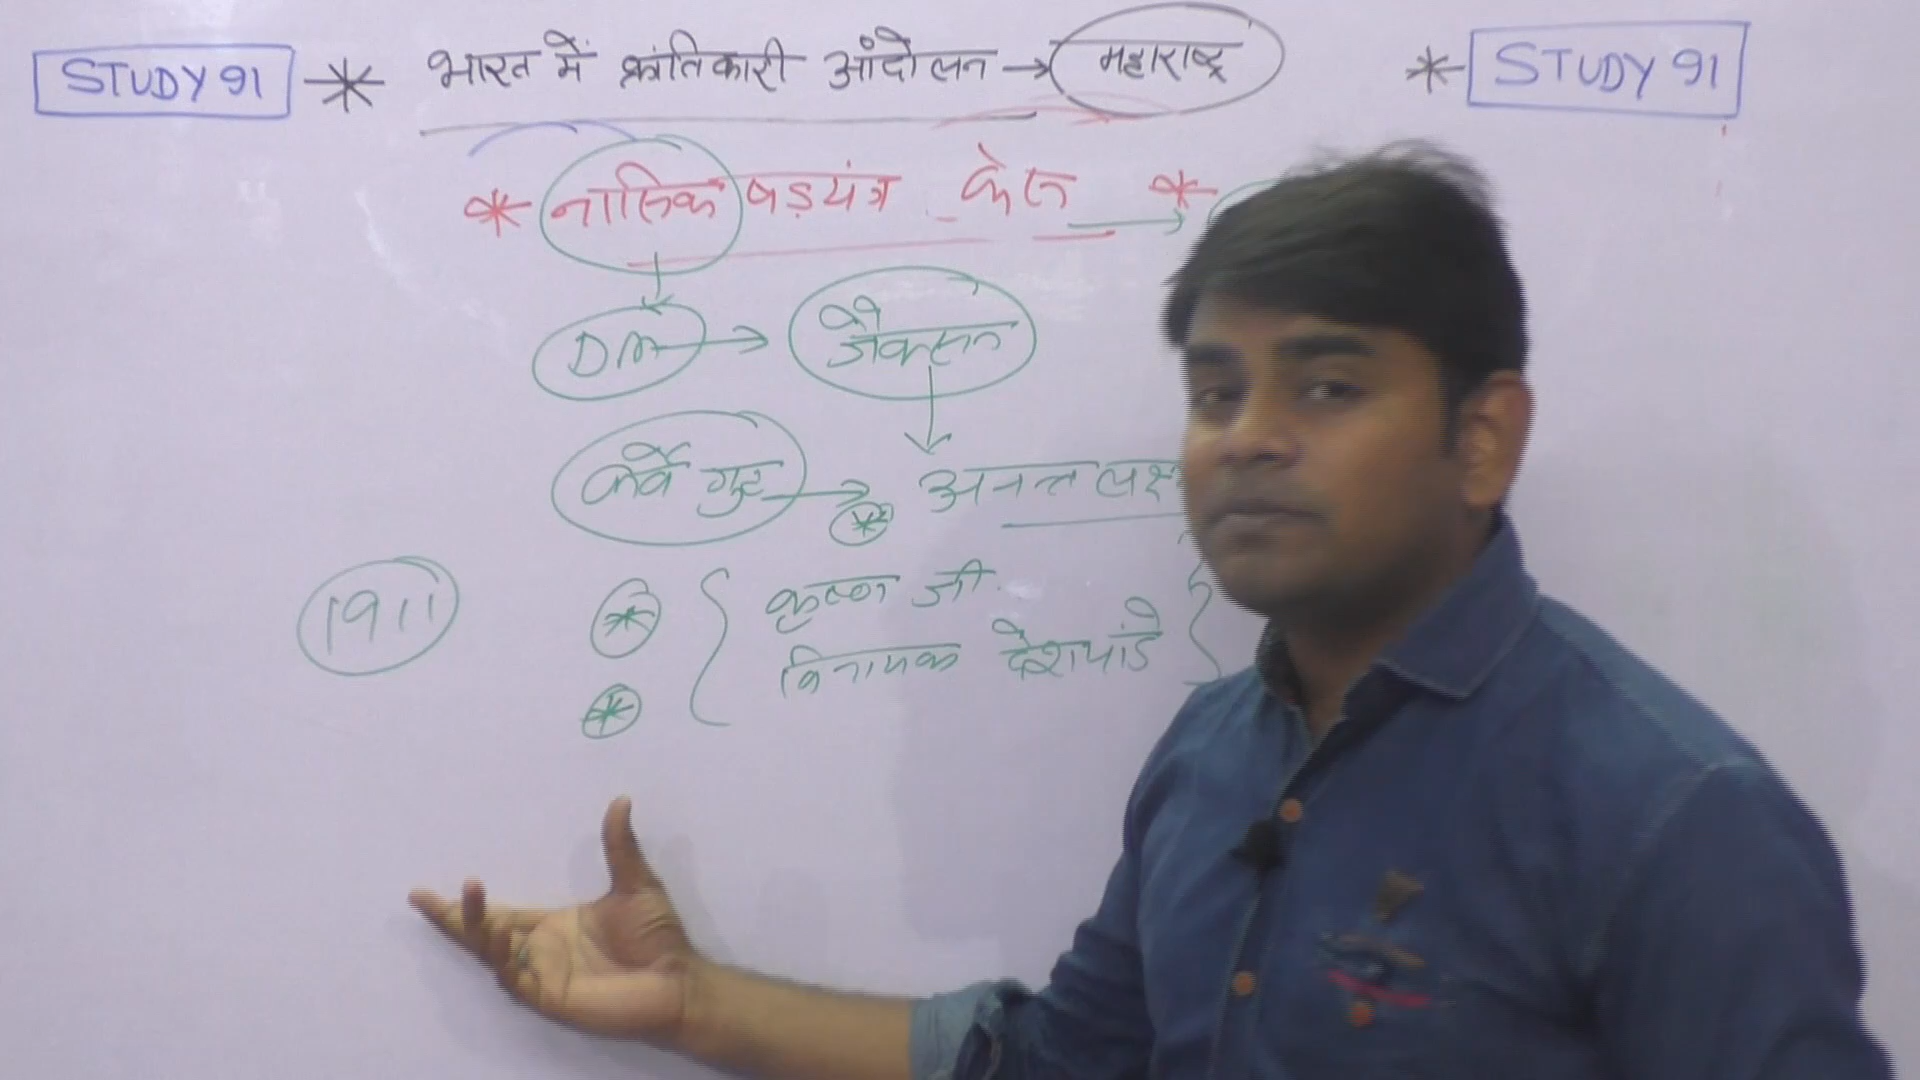 STUDY 91 * भारत में क्रांतिकारी आंदोलन → महाराष्ट्र * STUDY 91
* नासिक षड़यंत्र केस *
DM → जैक्सन
कर्वे गुट → * अनन्त लक्ष
1911 * कृष्ण जी
* विनायक देशपांडे